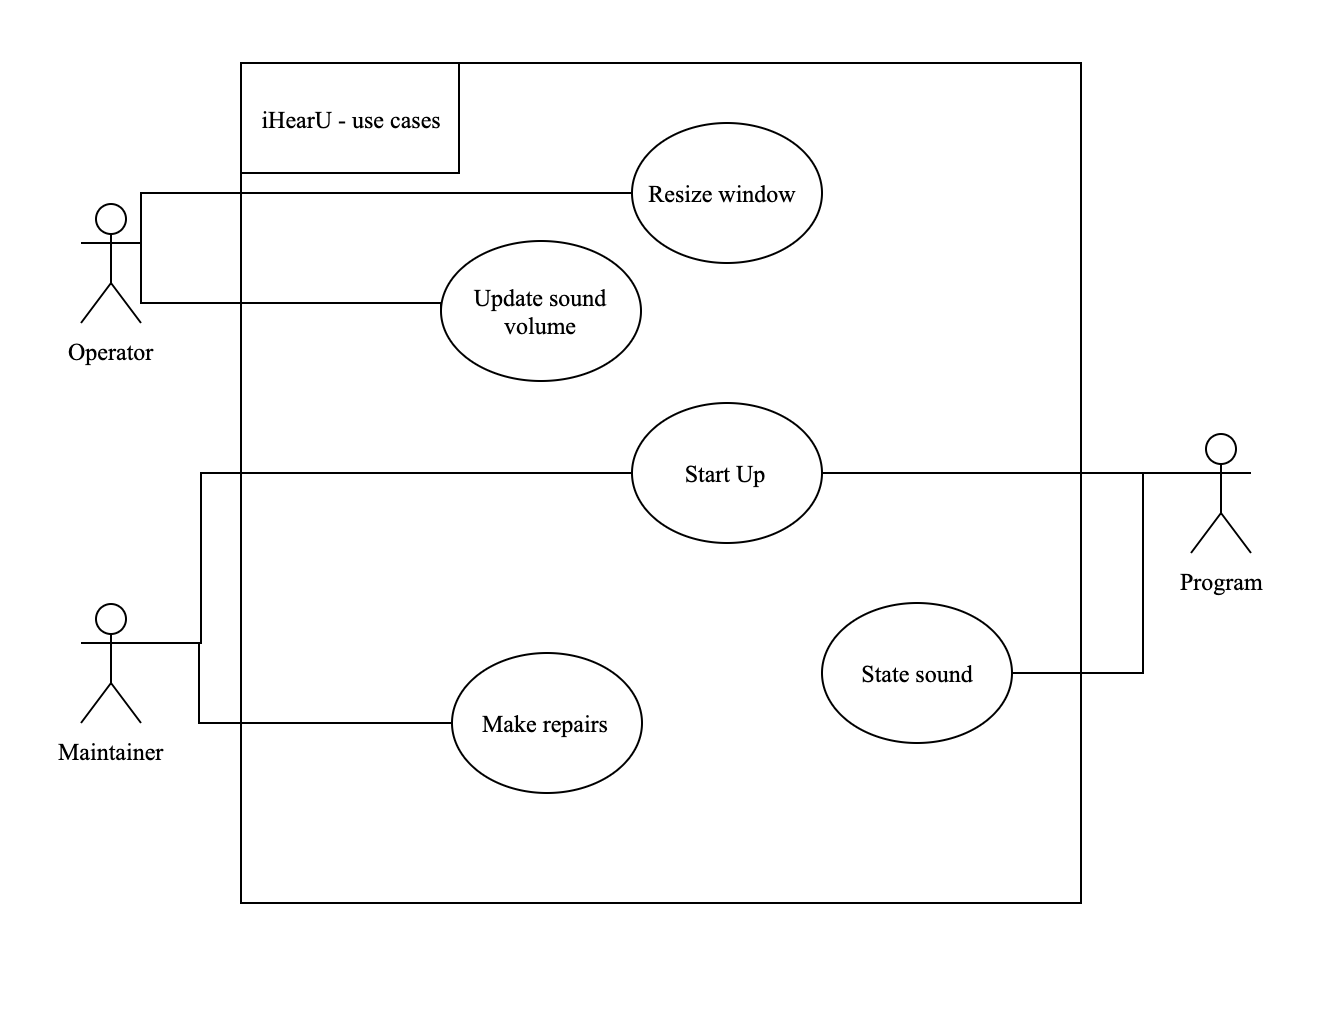 iHearU - use cases
Resize window
Update sound
volume
Operator
Start Up
Program
State sound
Make repairs
Maintainer